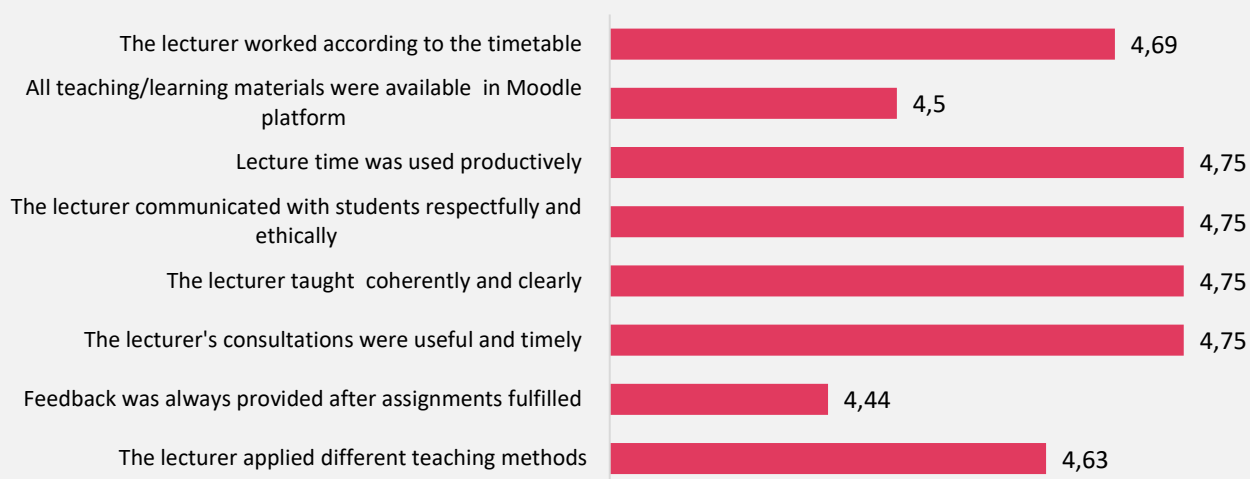 The lecturer worked according to the timetable
4,69
All teaching/learning materials were available  in Moodle
platform
4,5
Lecture time was used productively
4,75
The lecturer communicated with students respectfully and
ethically
4,75
The lecturer taught  coherently and clearly
4,75
The lecturer's consultations were useful and timely
4,75
Feedback was always provided after assignments fulfilled
4,44
The lecturer applied different teaching methods
4,63